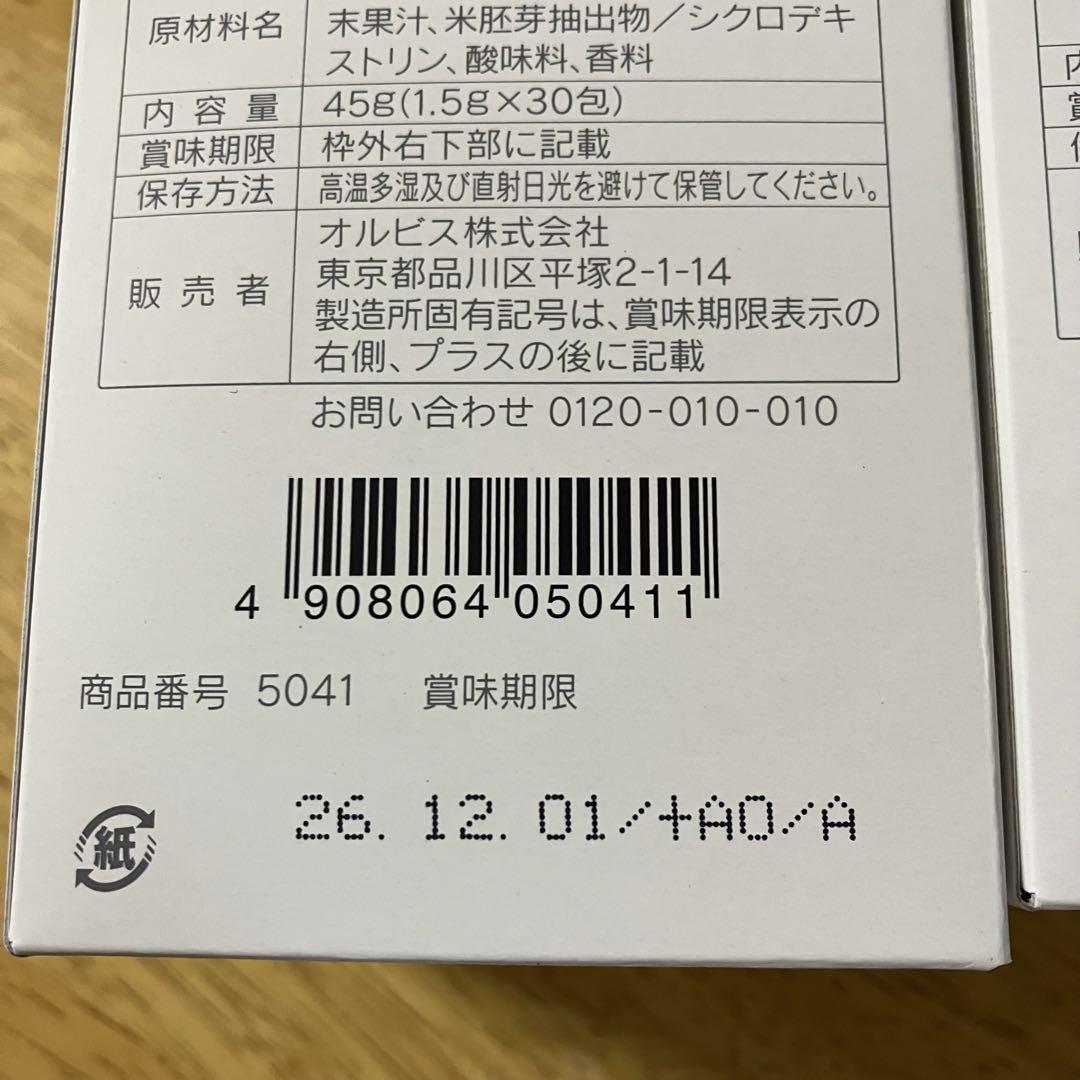 原材料名
末果汁、米胚芽抽出物／シクロデキ
ストリン、酸味料、香料
内容量 45g(1.5g×30包)
賞味期限 枠外右下部に記載
保存方法 高温多湿及び直射日光を避けて保管してください。
販売者
オルビス株式会社
東京都品川区平塚2-1-14
製造所固有記号は、賞味期限表示の
右側、プラスの後に記載
お問い合わせ 0120-010-010
4 908064 050411
商品番号 5041 賞味期限
26.12.01/+AO/A
紙